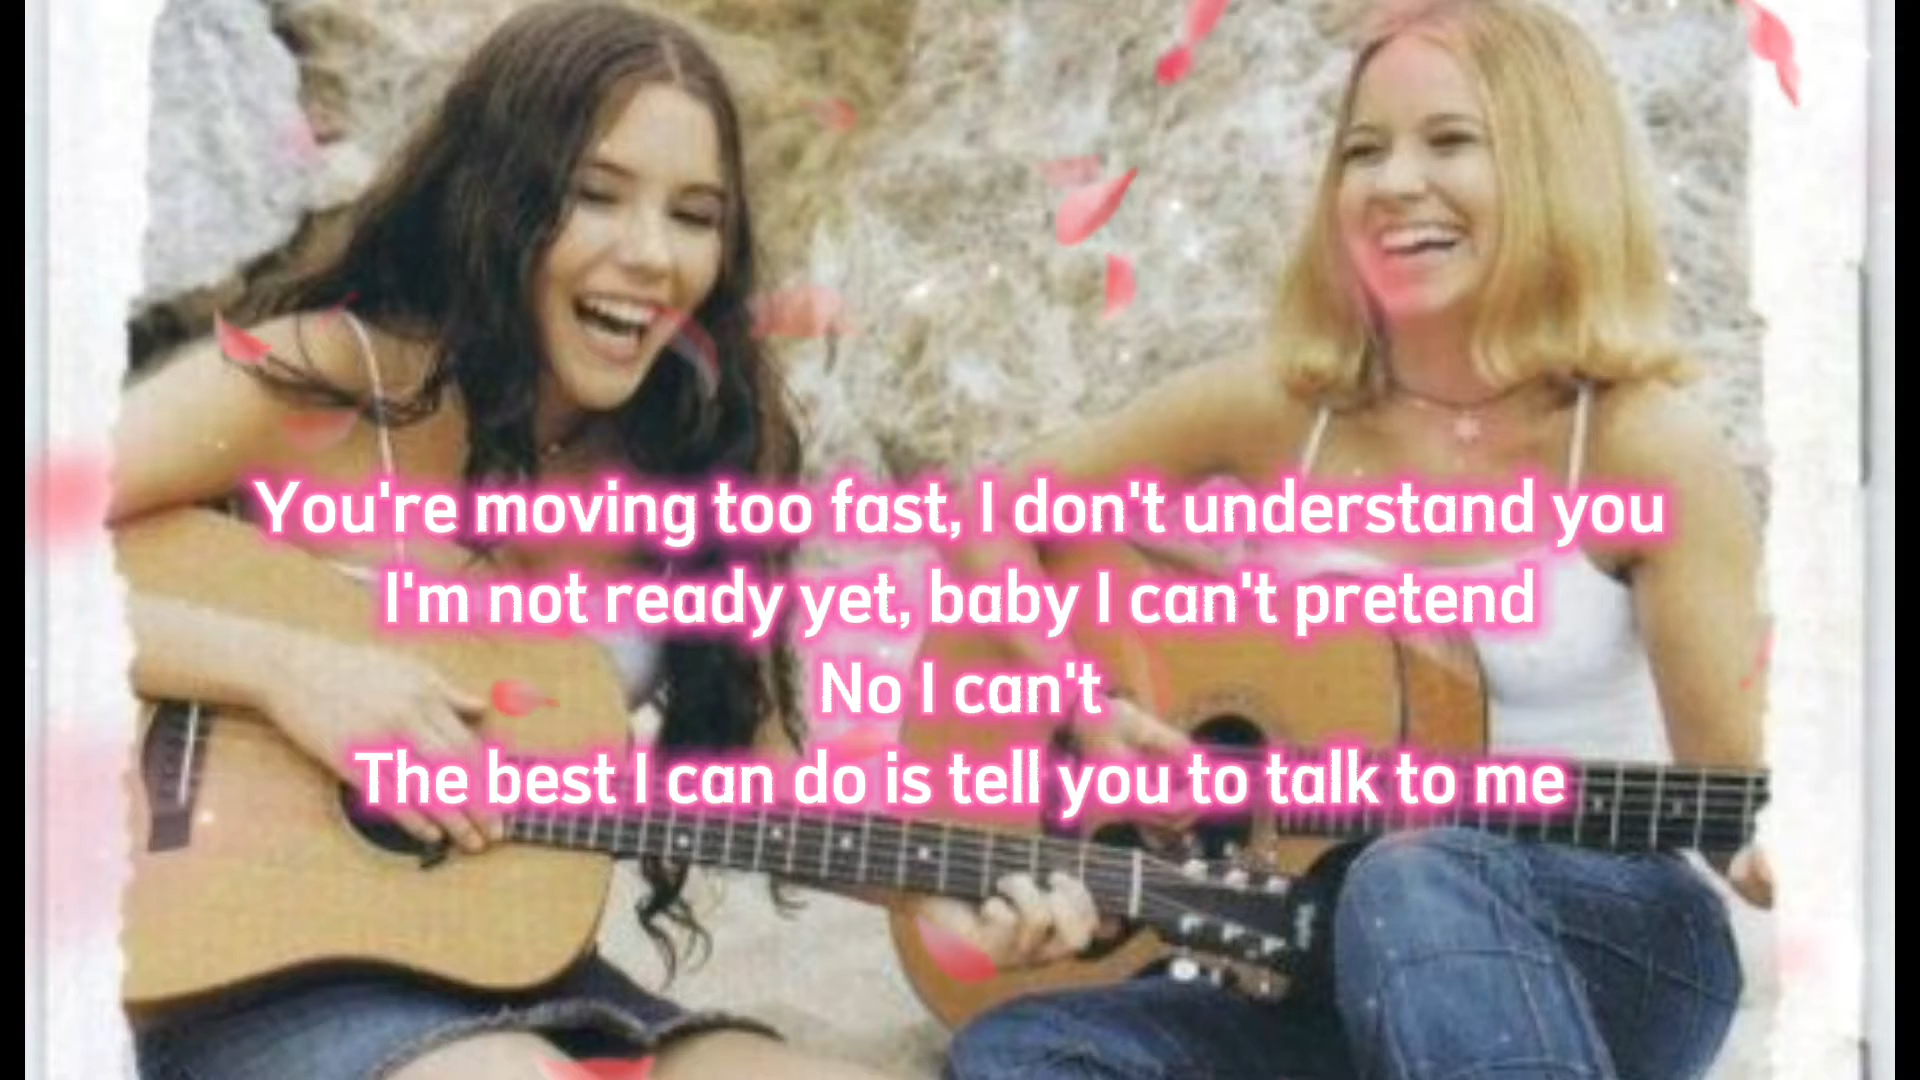 You're moving too fast, I don't understand you
I'm not ready yet, baby I can't pretend
No I can't
The best I can do is tell you to talk to me